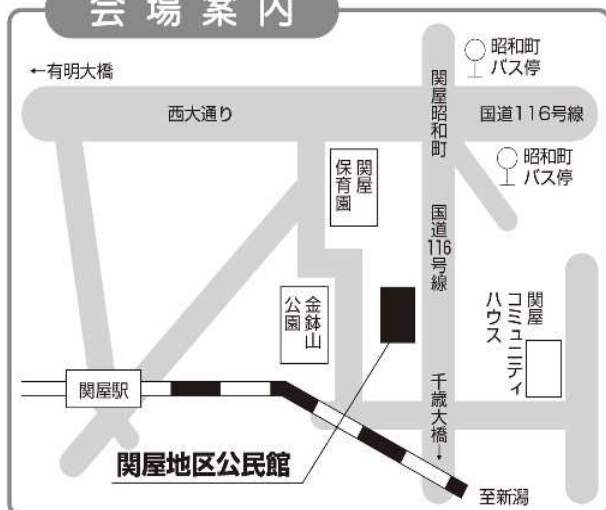 会場案内
←有明大橋
西大通り
関屋昭和町
国道116号線
昭和町
バス停
昭和町
バス停
関屋
保育園
国道116号線
金鉢山
公園
関屋
コミュニティ
ハウス
関屋駅
千歳大橋→
関屋地区公民館
至新潟